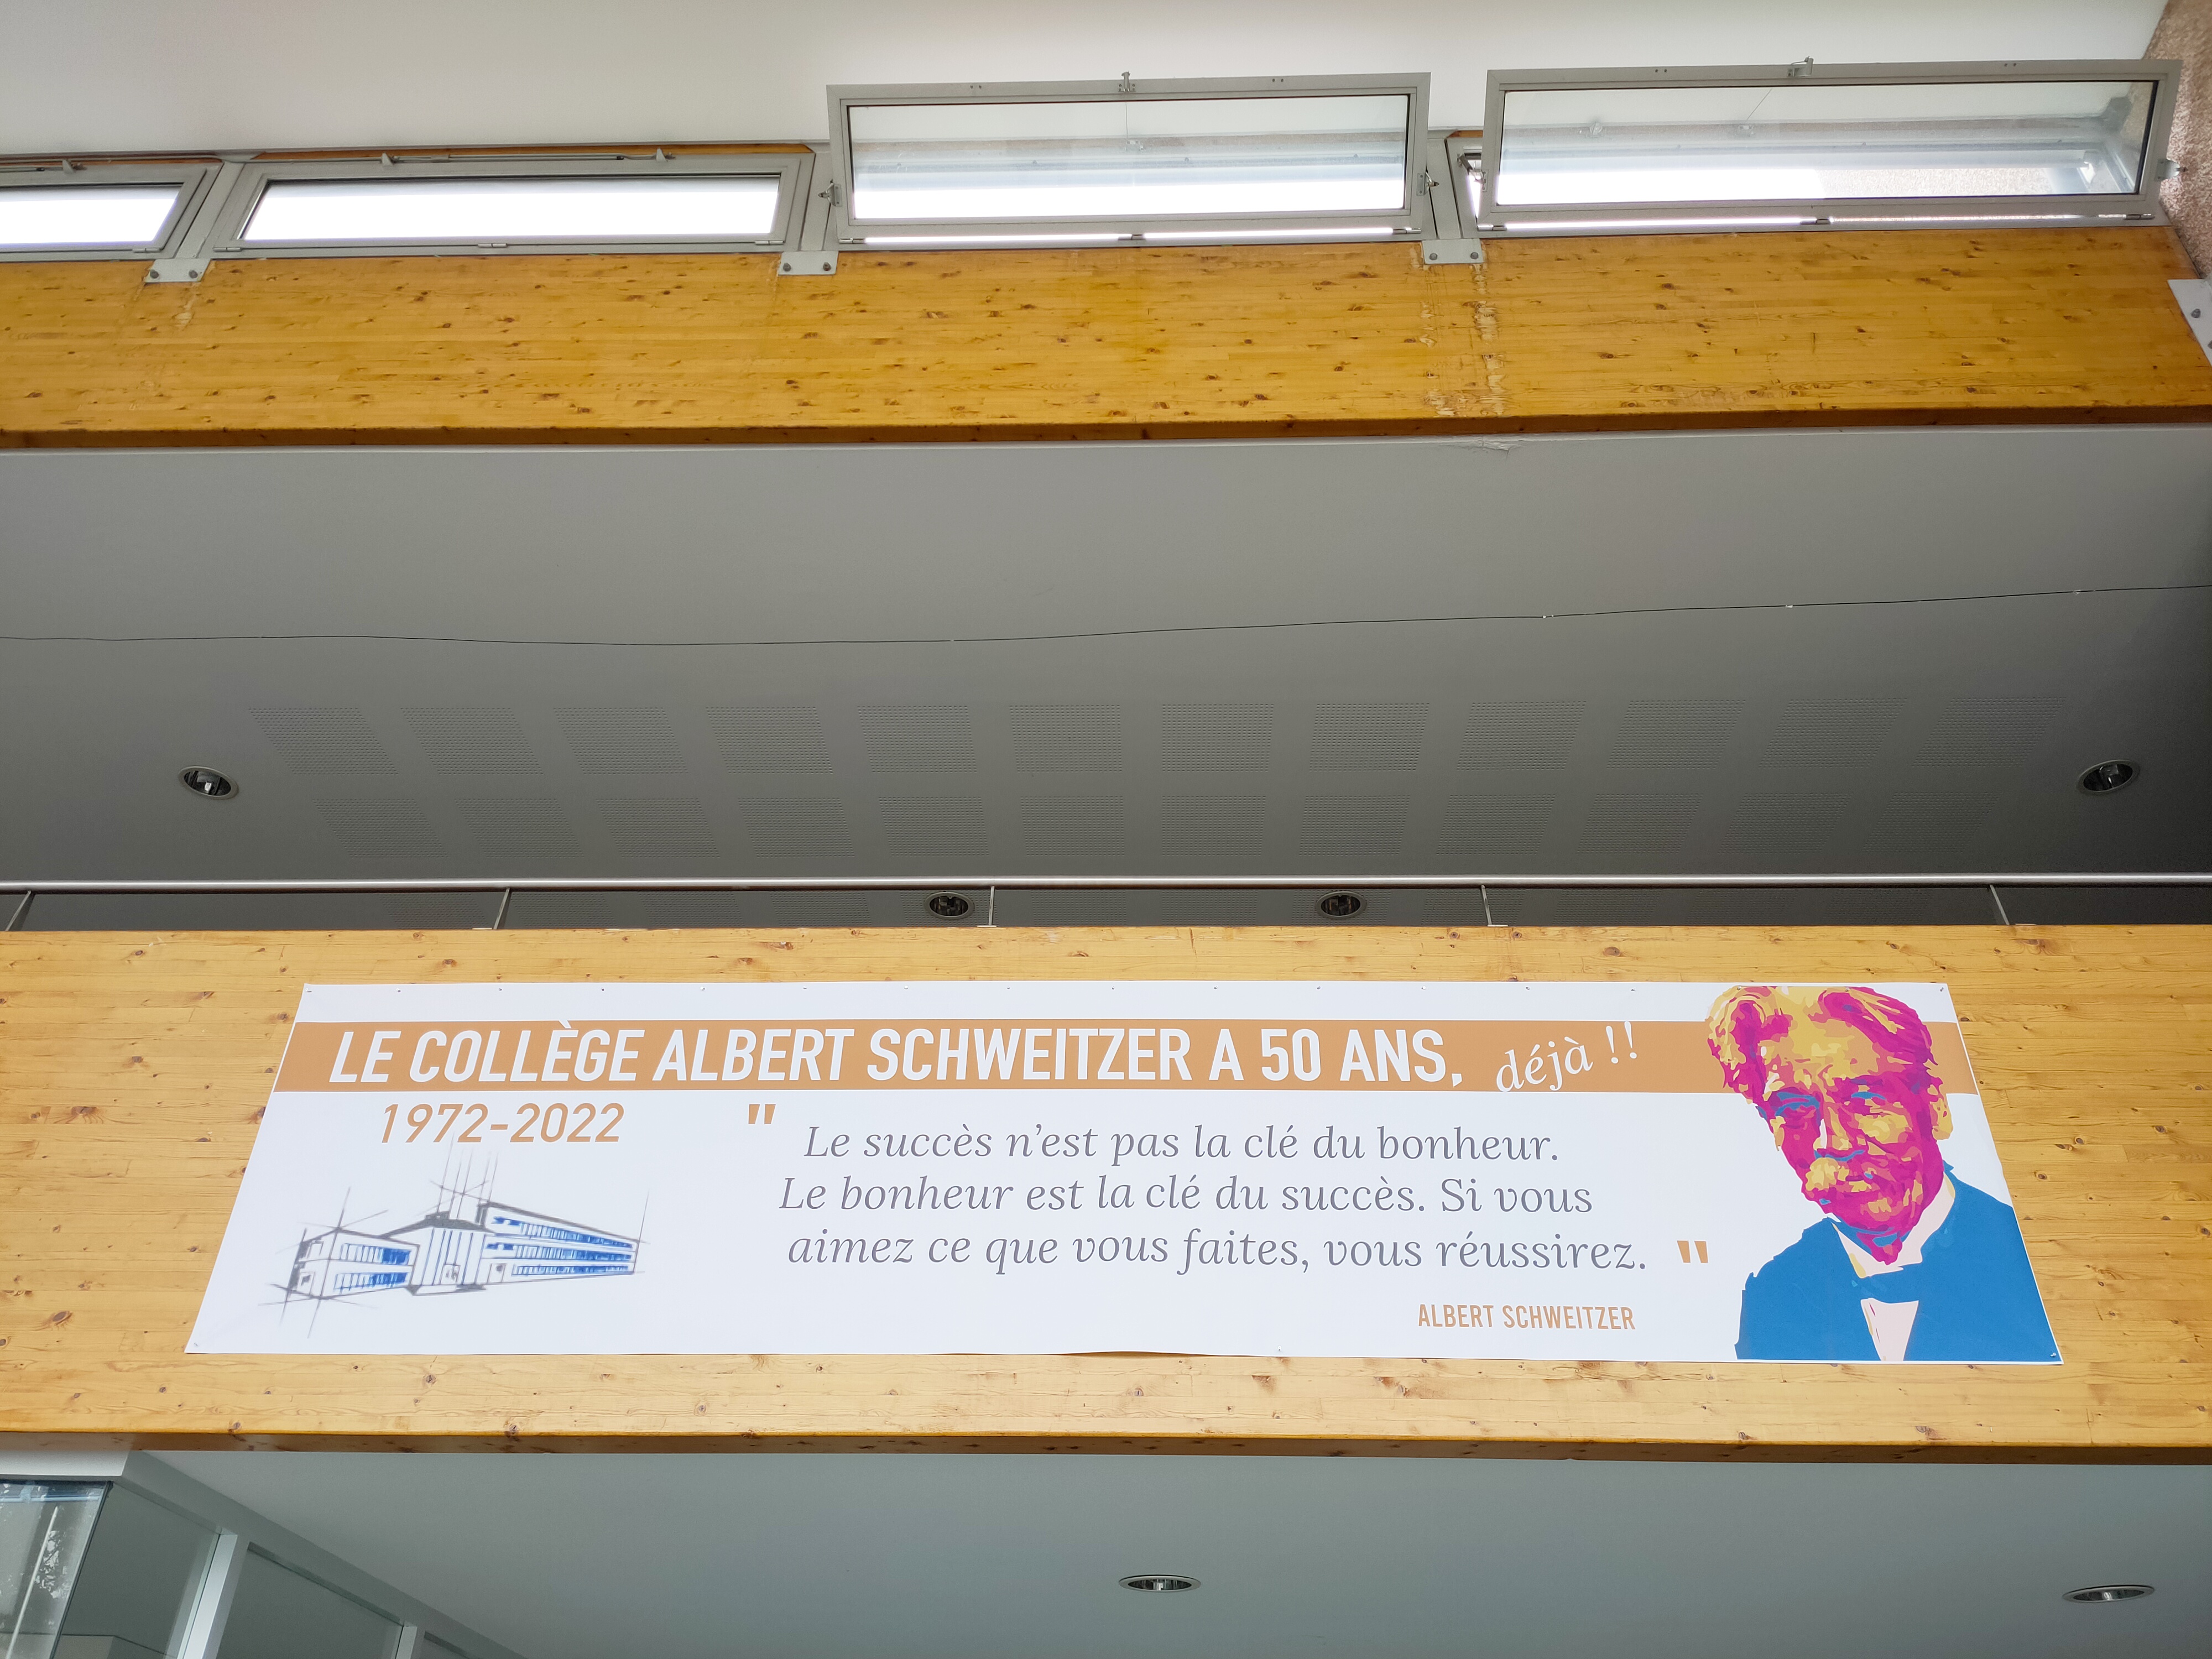 LE COLLÈGE ALBERT SCHWEITZER A 50 ANS, déjà !!
1972-2022
" Le succès n'est pas la clé du bonheur.
Le bonheur est la clé du succès. Si vous
aimez ce que vous faites, vous réussirez. "
ALBERT SCHWEITZER